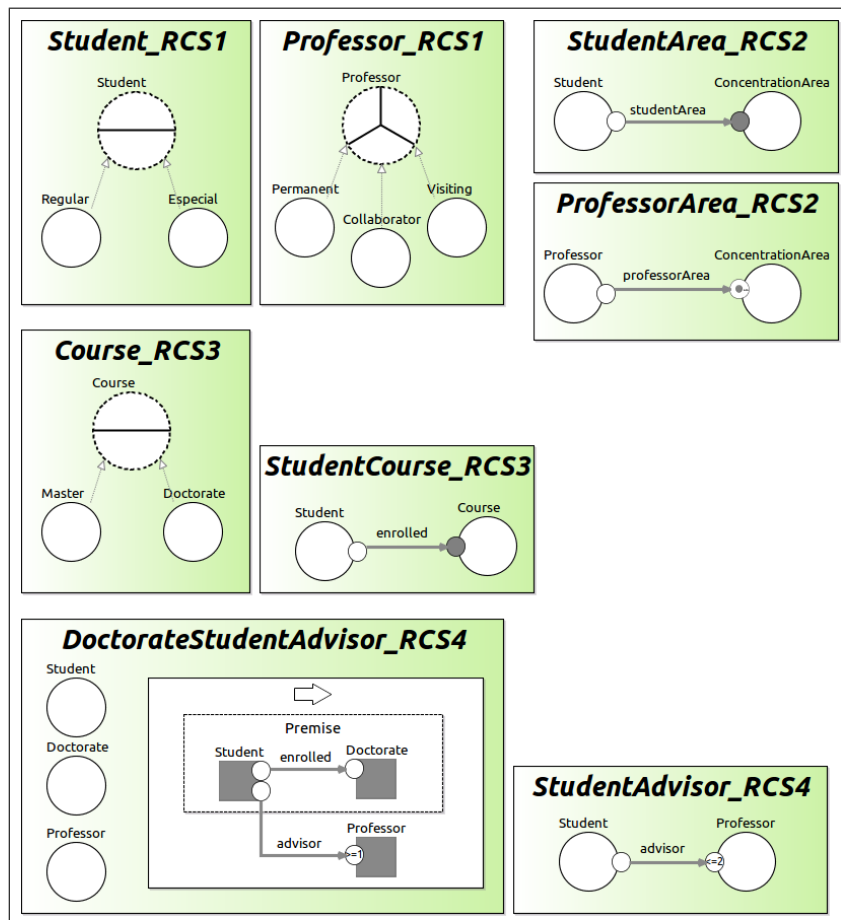 Student_RCS1
Student
Regular
Especial
Professor_RCS1
Professor
Permanent
Visiting
Collaborator
StudentArea_RCS2
Student
ConcentrationArea
studentArea
ProfessorArea_RCS2
Professor
ConcentrationArea
professorArea
Course_RCS3
Course
Master
Doctorate
StudentCourse_RCS3
Student
Course
enrolled
DoctorateStudentAdvisor_RCS4
Student
Doctorate
Professor
Premise
Student
enrolled
Doctorate
Professor
advisor
>=1
StudentAdvisor_RCS4
Student
Professor
advisor
<=2